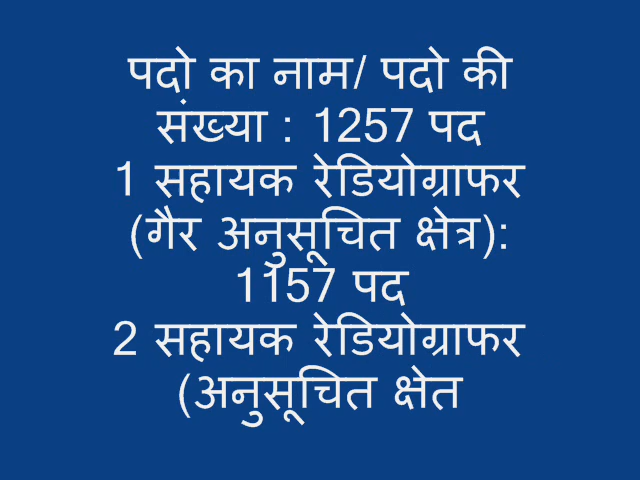 पदो का नाम/ पदो की
संख्या : 1257 पद
1 सहायक रेडियोग्राफर
(गैर अनुसूचित क्षेत्र):
1157 पद
2 सहायक रेडियोग्राफर
(अनुसूचित क्षेत